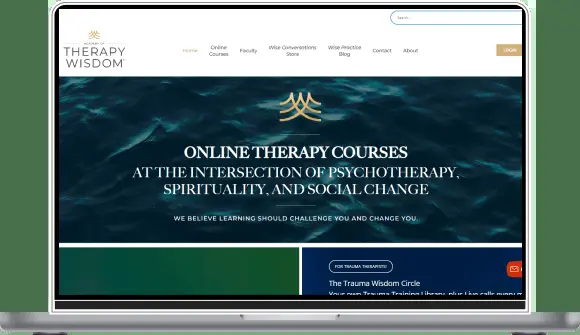 Search...
ACADEMY OF
THERAPY
WISDOM
Home
Online
Courses
Faculty
Wise Conversations
Store
Wise Practice
Blog
Contact
About
LOGIN
ONLINE THERAPY COURSES
AT THE INTERSECTION OF PSYCHOTHERAPY,
SPIRITUALITY, AND SOCIAL CHANGE
WE BELIEVE LEARNING SHOULD CHALLENGE YOU AND CHANGE YOU.
FOR TRAUMA THERAPISTS!
The Trauma Wisdom Circle
Your own Trauma Training Library, plus Live calls every